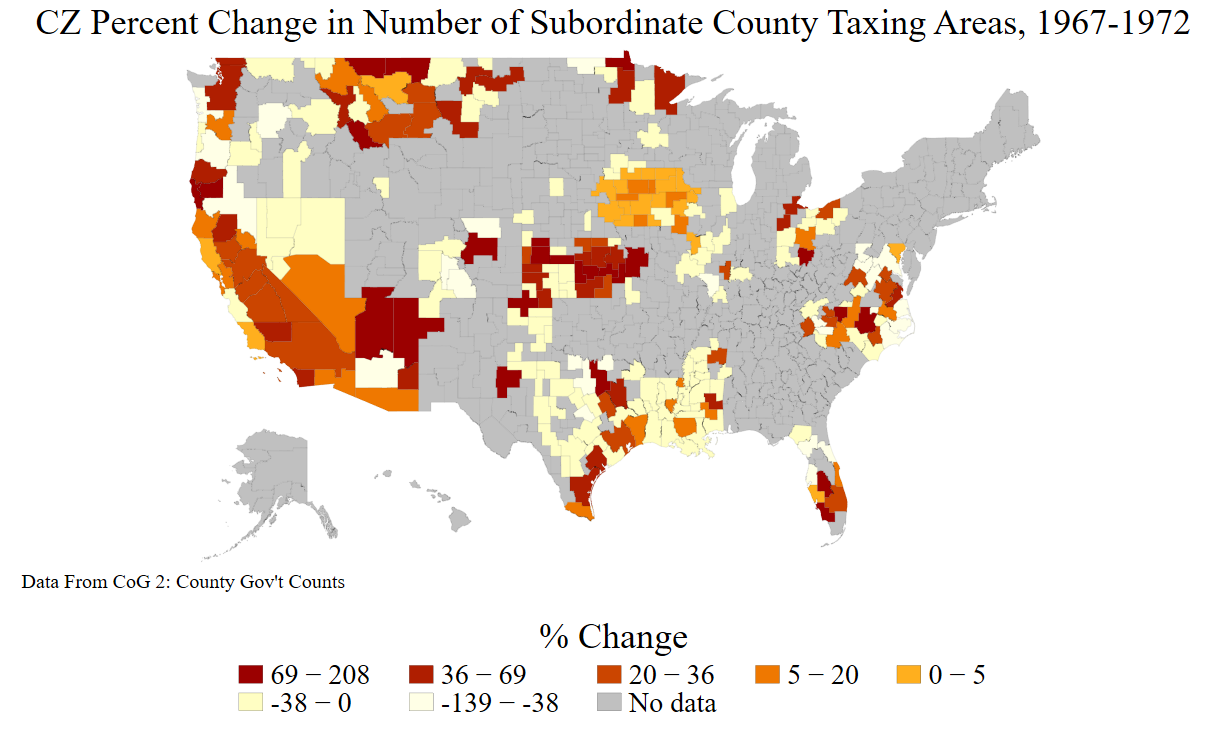 CZ Percent Change in Number of Subordinate County Taxing Areas, 1967-1972
Data From CoG 2: County Gov't Counts
% Change
69 − 208 36 − 69 20 − 36 5 − 20 0 − 5
-38 − 0 -139 − -38 No data